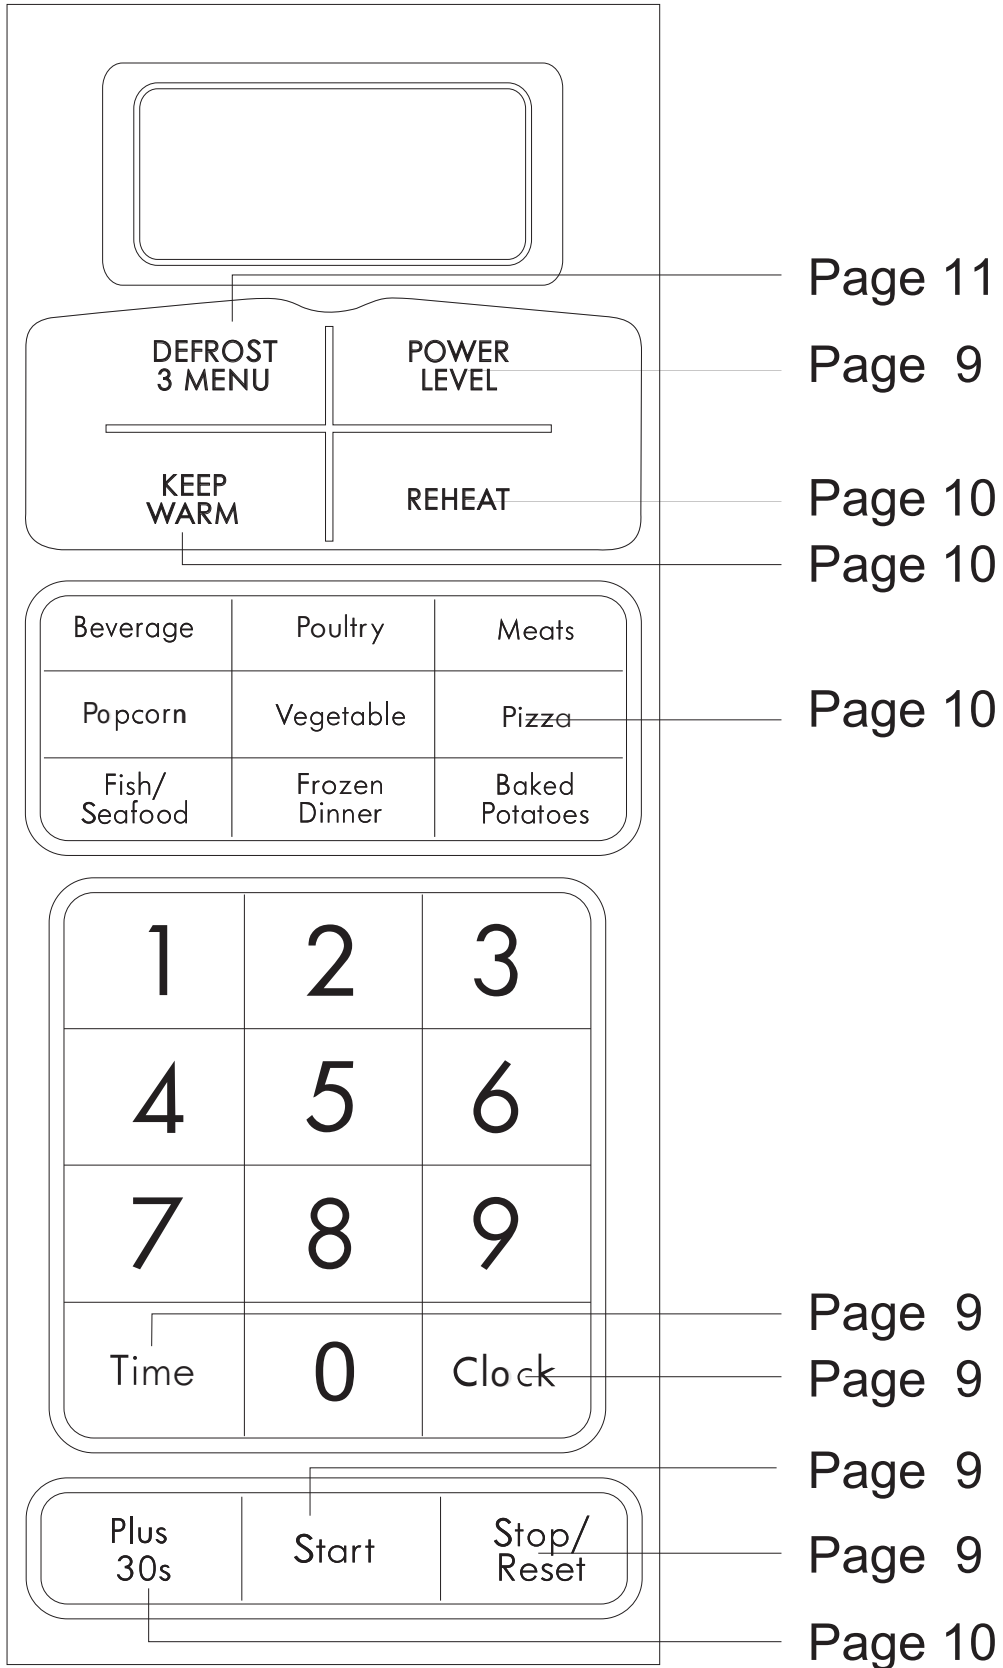 Page 11
DEFROST
3 MENU
POWER
LEVEL
Page 9
KEEP
WARM
REHEAT
Page 10
Page 10
Beverage
Poultry
Meats
Popcorn
Vegetable
Pizza
Page 10
Fish/
Seafood
Frozen
Dinner
Baked
Potatoes
1
2
3
4
5
6
7
8
9
Page 9
Time
0
Clock
Page 9
Page 9
Plus
30s
Start
Stop/
Reset
Page 9
Page 10